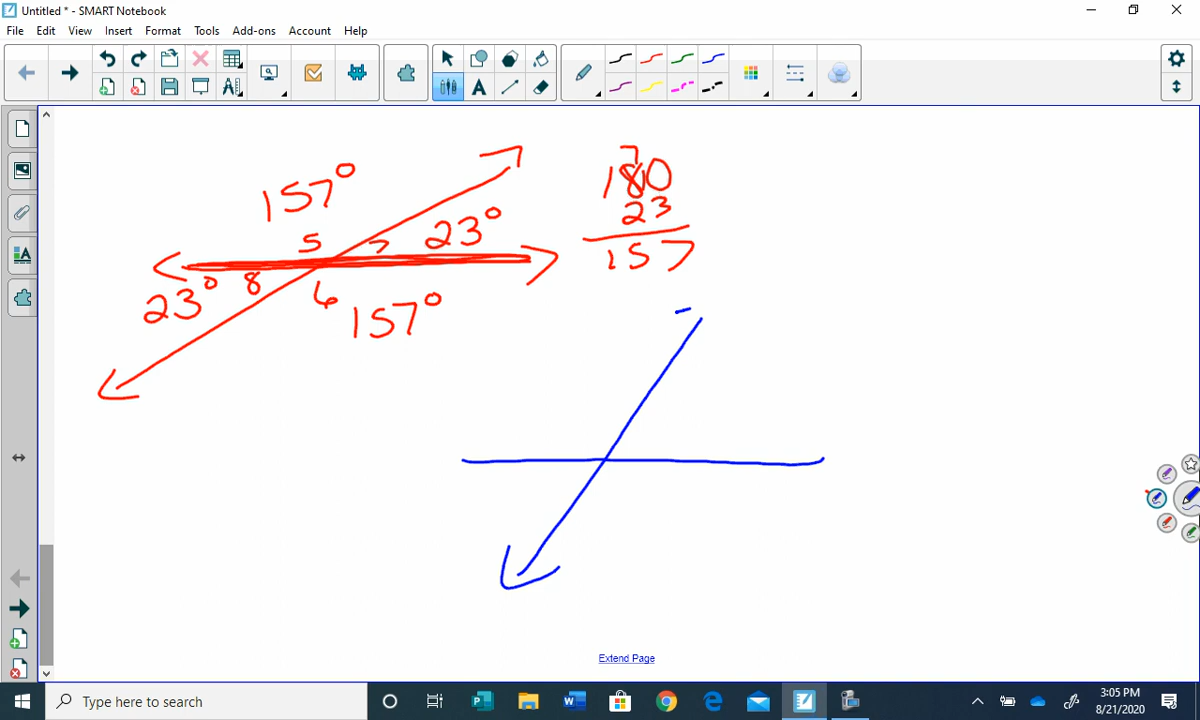 Untitled * - SMART Notebook
File Edit View Insert Format Tools Add-ons Account Help
157°
5 7 23°
23° 8 6 157°
7
180
23
157
Extend Page
Type here to search
3:05 PM
8/21/2020